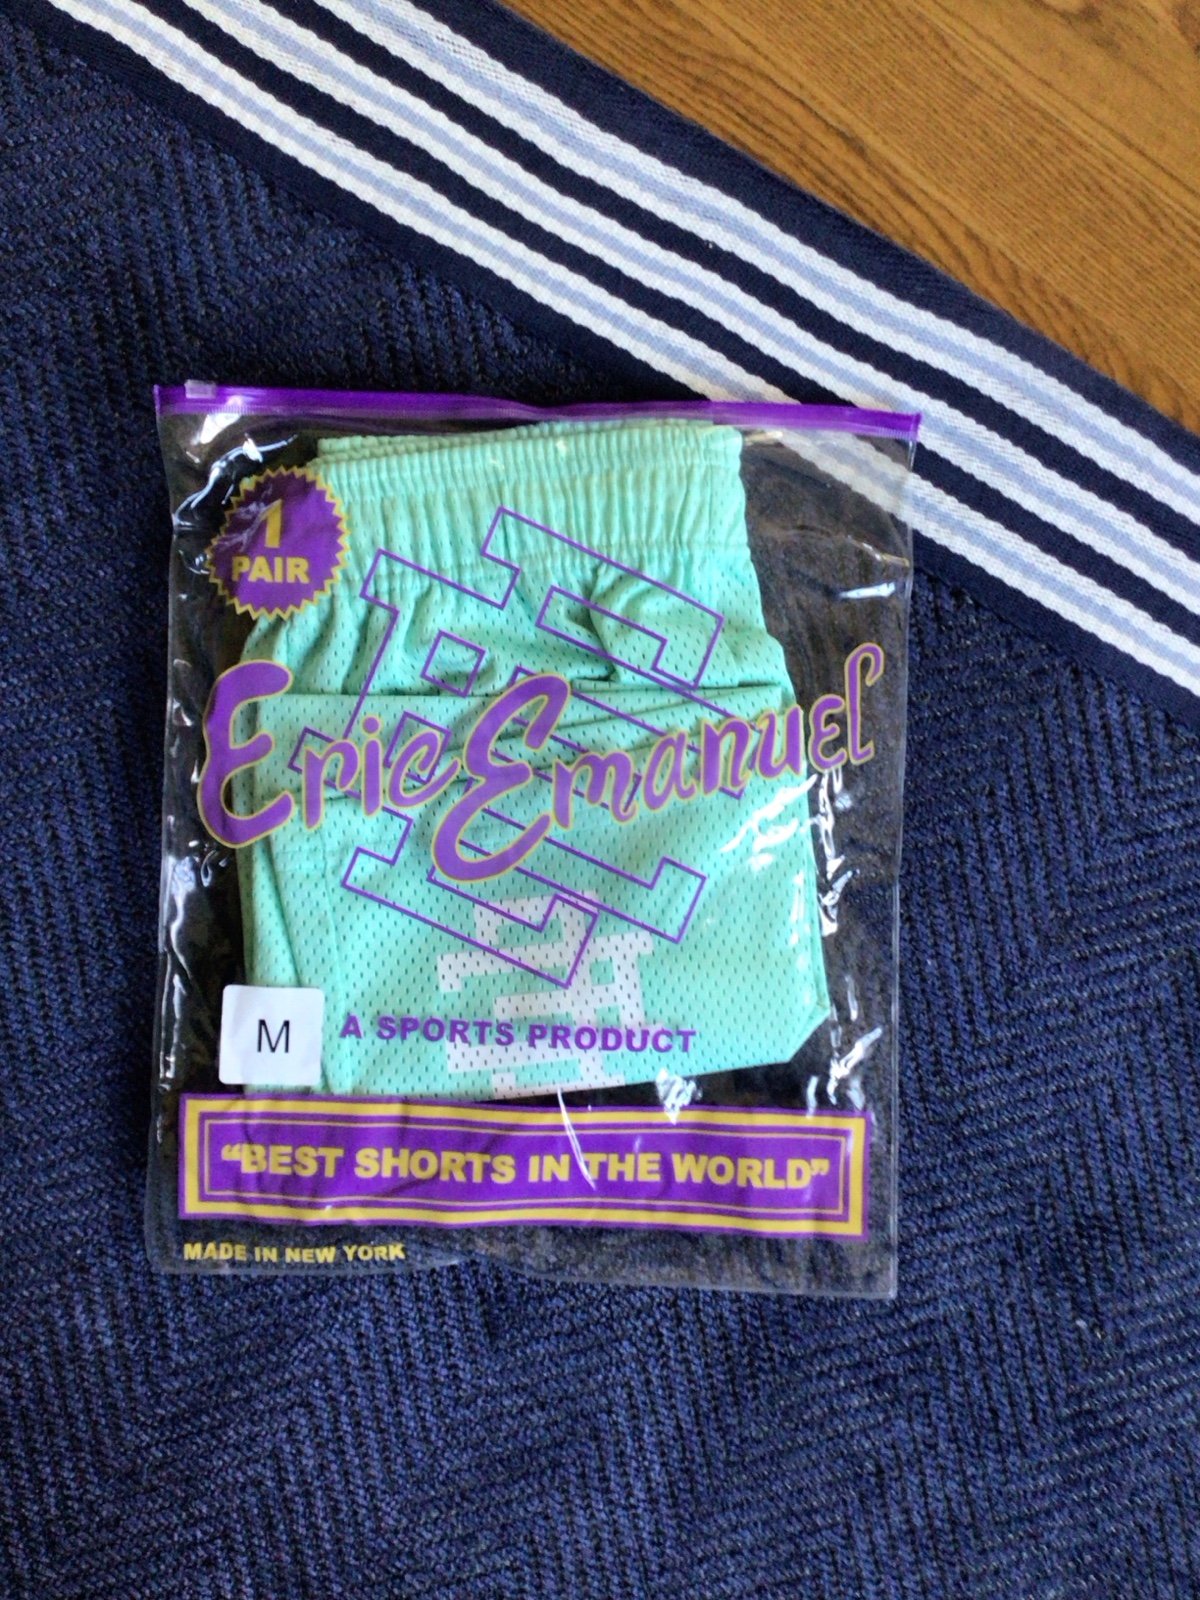 1
PAIR
Eric Emanuel
M
A SPORTS PRODUCT
“BEST SHORTS IN THE WORLD”
MADE IN NEW YORK